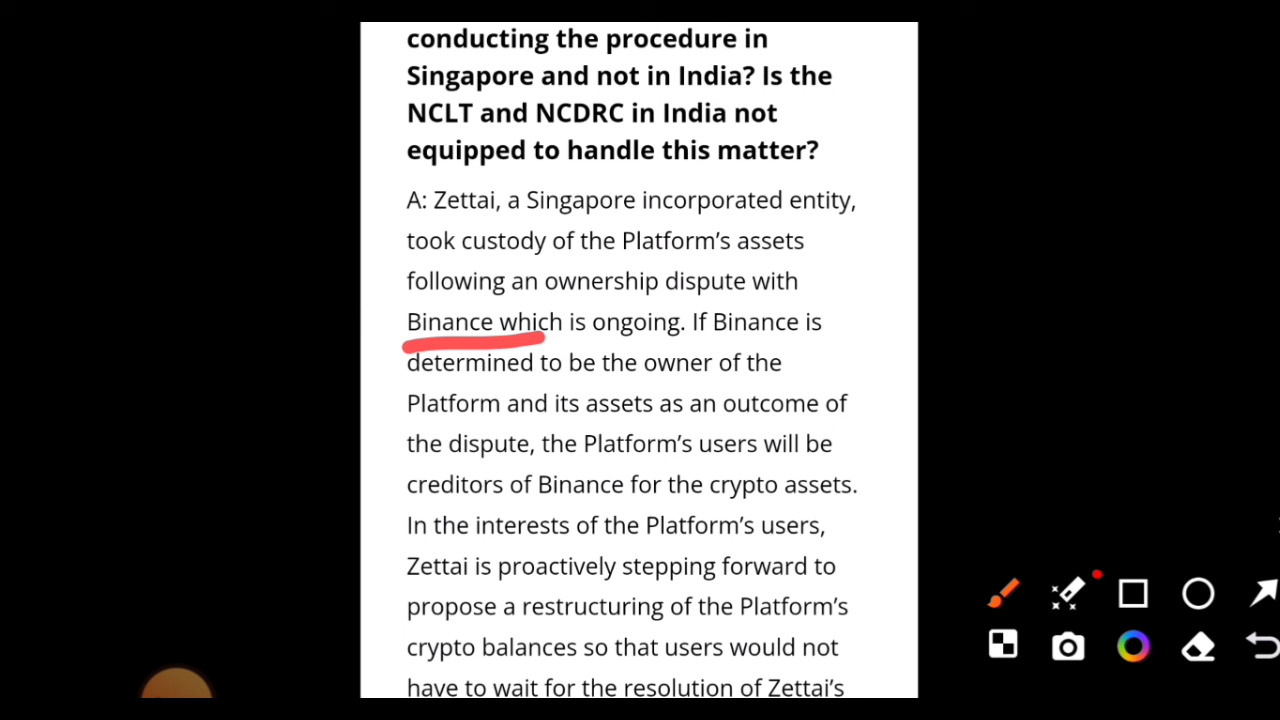 conducting the procedure in
Singapore and not in India? Is the
NCLT and NCDRC in India not
equipped to handle this matter?
A: Zettai, a Singapore incorporated entity,
took custody of the Platform’s assets
following an ownership dispute with
Binance which is ongoing. If Binance is
determined to be the owner of the
Platform and its assets as an outcome of
the dispute, the Platform’s users will be
creditors of Binance for the crypto assets.
In the interests of the Platform’s users,
Zettai is proactively stepping forward to
propose a restructuring of the Platform’s
crypto balances so that users would not
have to wait for the resolution of Zettai’s